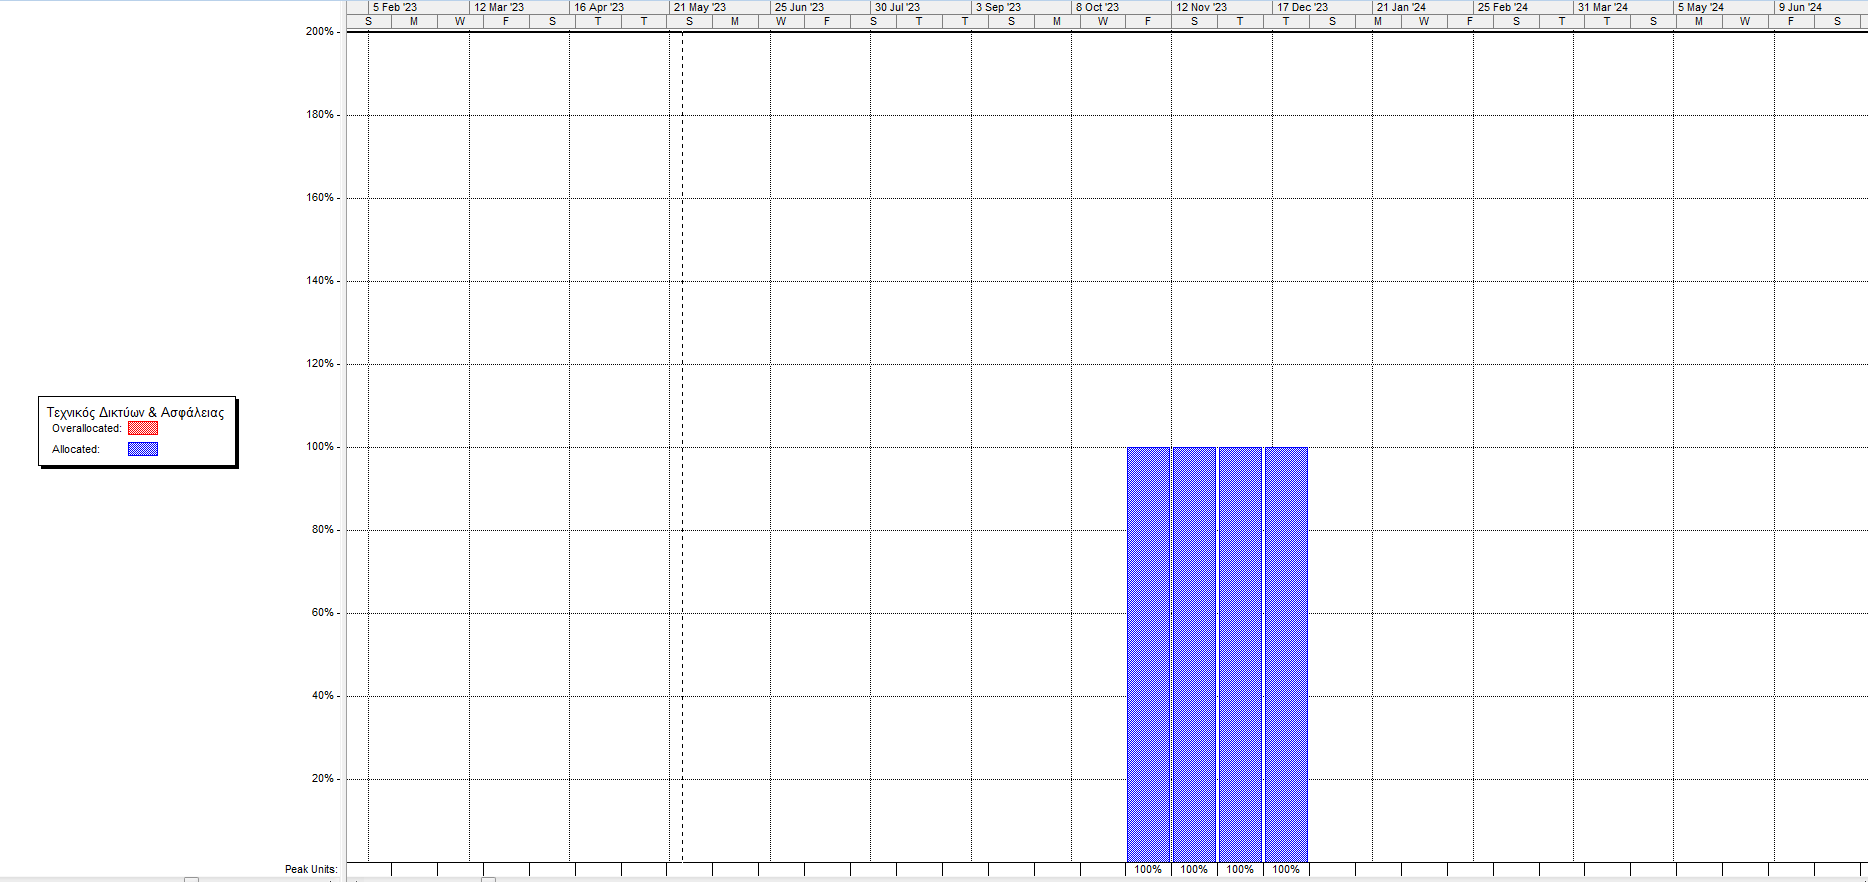 5 Feb '23 12 Mar '23 16 Apr '23 21 May '23 25 Jun '23 30 Jul '23 3 Sep '23 8 Oct '23 12 Nov '23 17 Dec '23 21 Jan '24 25 Feb '24 31 Mar '24 5 May '24 9 Jun '24
S M W F S T T S M W F S T T S M W F S T T S M W F S T T S M W F S
200%
180%
160%
140%
120%
Τεχνικός Δικτύων & Ασφάλειας
Overallocated:
Allocated:
100%
80%
60%
40%
20%
Peak Units: 100% 100% 100% 100%